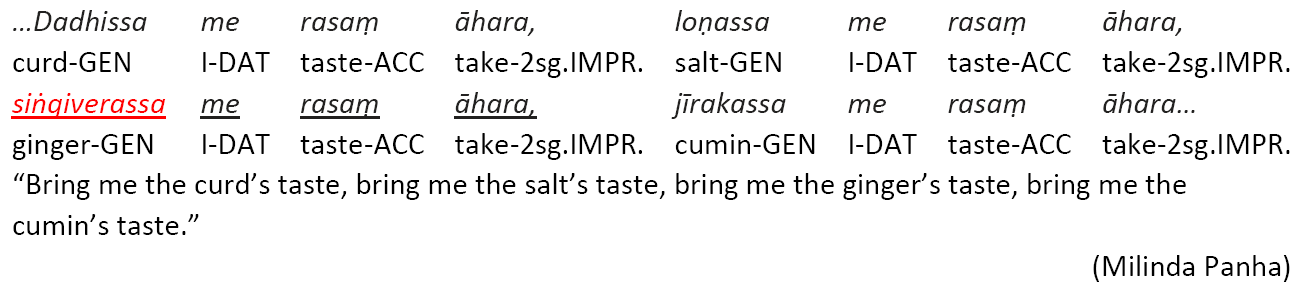 …Dadhissa me rasaṃ āhara, loṇassa me rasaṃ āhara,
curd-GEN I-DAT taste-ACC take-2sg.IMPR. salt-GEN I-DAT taste-ACC take-2sg.IMPR.
siṅqiverassa me rasaṃ āhara, jīrakassa me rasaṃ āhara…
ginger-GEN I-DAT taste-ACC take-2sg.IMPR. cumin-GEN I-DAT taste-ACC take-2sg.IMPR.
“Bring me the curd’s taste, bring me the salt’s taste, bring me the ginger’s taste, bring me the
cumin’s taste.”
(Milinda Panha)